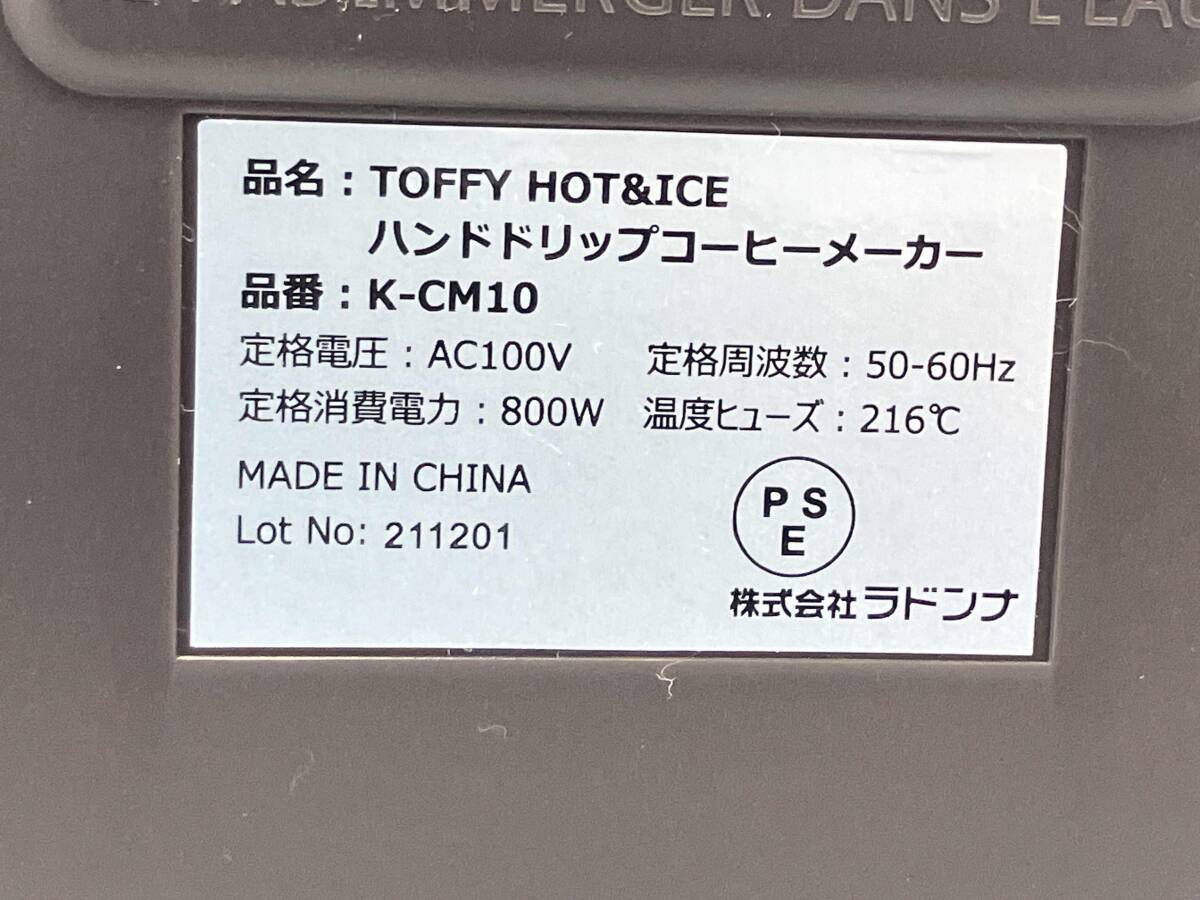 IMMERGER DANS L'EAU
品名：TOFFY HOT&ICE
ハンドドリップコーヒーメーカー
品番：K-CM10
定格電圧：AC100V 定格周波数：50-60Hz
定格消費電力：800W 温度ヒューズ：216℃
MADE IN CHINA
Lot No: 211201
P S
E
株式会社ラドンナ